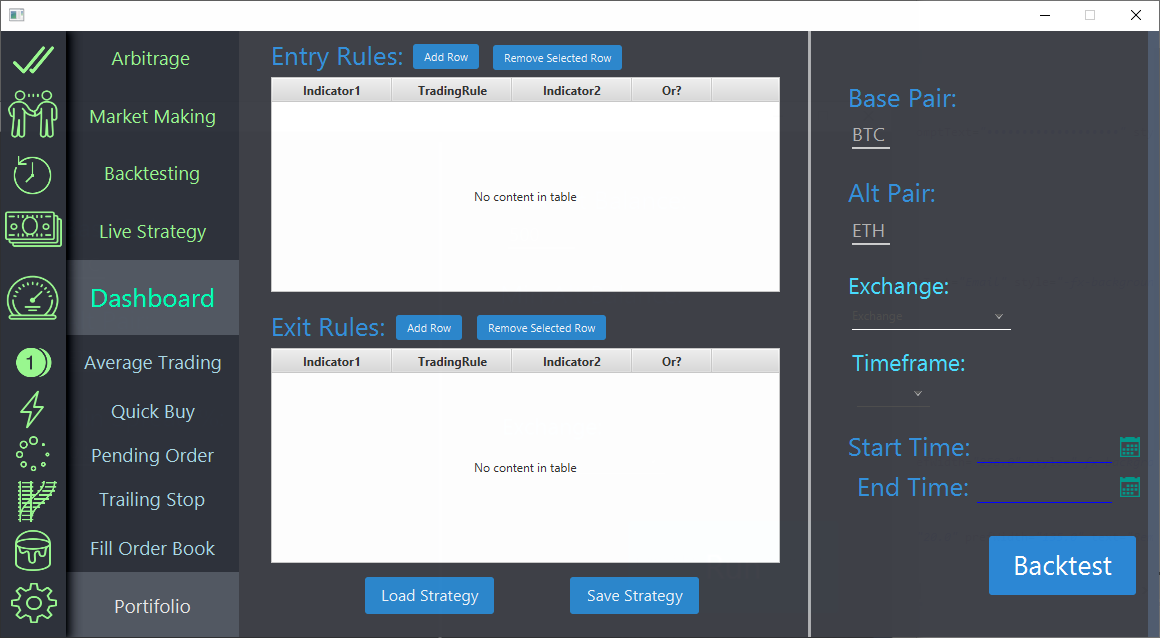 Arbitrage
Market Making
Backtesting
Live Strategy
Dashboard
1
Average Trading
Quick Buy
Pending Order
Trailing Stop
Fill Order Book
Portifolio
Entry Rules: Add Row Remove Selected Row
Indicator1 TradingRule Indicator2 Or?
No content in table
Exit Rules: Add Row Remove Selected Row
Indicator1 TradingRule Indicator2 Or?
No content in table
Load Strategy Save Strategy
Base Pair:
BTC
Alt Pair:
ETH
Exchange:
Exchange
Timeframe:
Start Time:
End Time:
Backtest